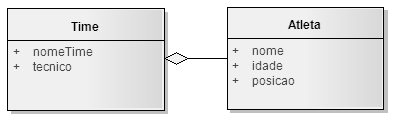 Time
+ nomeTime
+ tecnico
Atleta
+ nome
+ idade
+ posicao